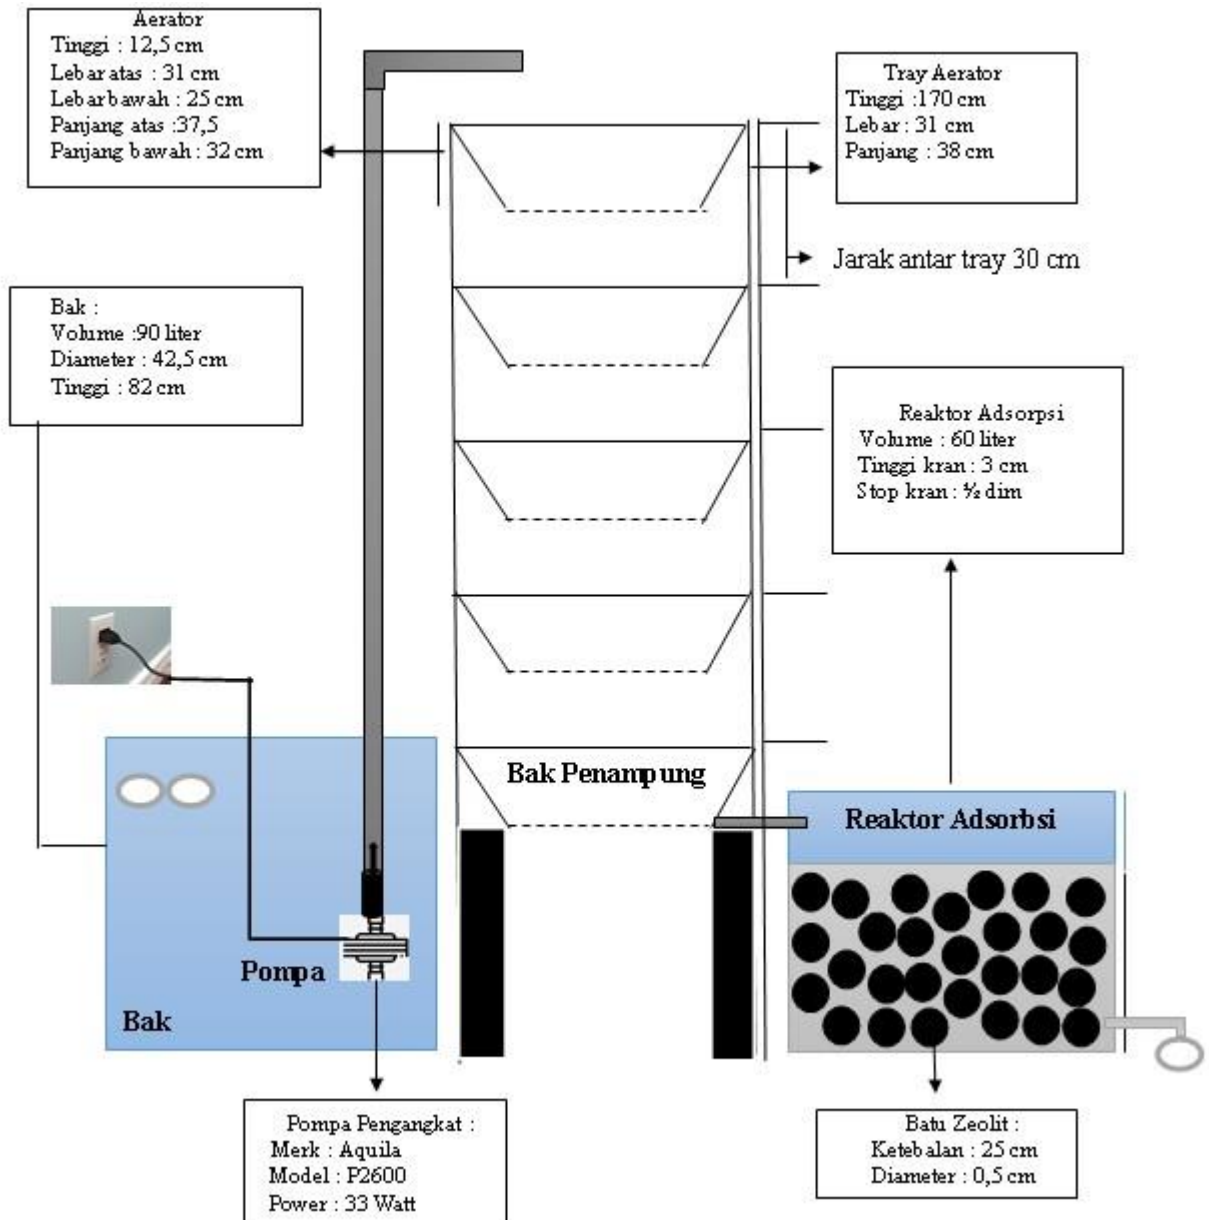 Aerator
Tinggi : 12,5 cm
Lebar atas : 31 cm
Lebar bawah : 25 cm
Panjang atas :37,5
Panjang bawah : 32 cm
Tray Aerator
Tinggi :170 cm
Lebar : 31 cm
Panjang : 38 cm
Jarak antar tray 30 cm
Bak :
Volume :90 liter
Diameter : 42,5 cm
Tinggi : 82 cm
Reaktor Adsorpsi
Volume : 60 liter
Tinggi kran : 3 cm
Stop kran : ½ dim
Bak Penampung
Reaktor Adsorbsi
Pompa
Bak
Pompa Pengangkat :
Merk : Aquila
Model : P2600
Power : 33 Watt
Batu Zeolit :
Ketebalan : 25 cm
Diameter : 0,5 cm